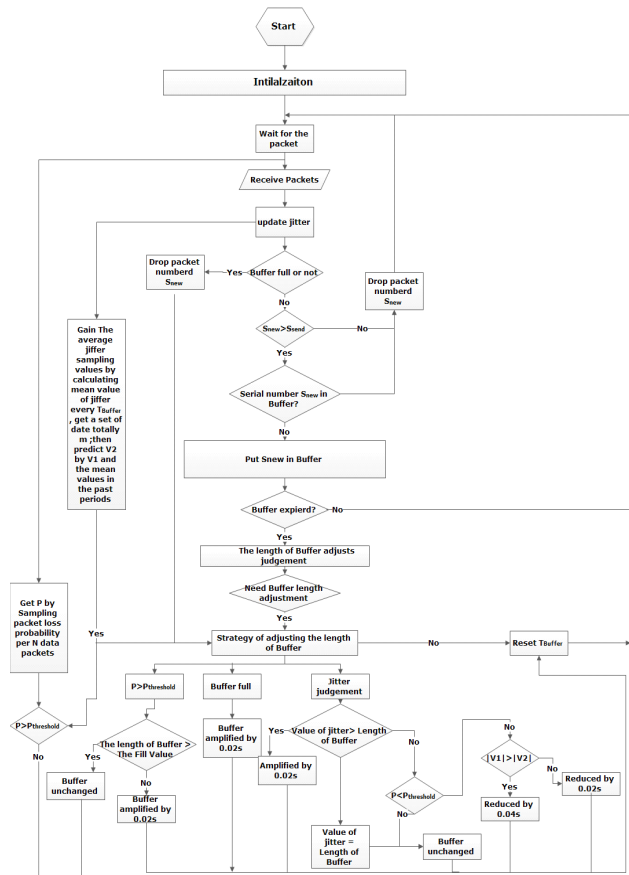 Start
Intilalzaiton
Wait for the
packet
Receive Packets
update jitter
Drop packet
numberd
Snew
Yes
Buffer full or not
No
Drop packet
numberd
Snew
Snew>Ssend
No
Yes
Serial number Snew in
Buffer?
No
Gain The
average
jiffer
sampling
values by
calculating
mean value
of jiffer
every TBuffer
, get a set of
date totally
m ;then
predict V2
by V1 and
the mean
values in
the past
periods
Put Snew in Buffer
Buffer expierd?
No
Yes
The length of Buffer adjusts
judgement
Need Buffer length
adjustment
Yes
Get P by
Sampling
packet loss
probability
per N data
packets
Yes
Strategy of adjusting the length
of Buffer
No
Reset TBuffer
P>Pthreshold
No
P>Pthreshold
Buffer full
Jitter
judgement
The length of Buffer >
The Fill Value
Yes
Buffer
unchanged
No
Buffer
amplified by
0.02s
Buffer
amplified by
0.02s
Yes
Value of jitter> Length
of Buffer
Amplified by
0.02s
No
P<Pthreshold
No
Value of
jitter =
Length of
Buffer
Buffer
unchanged
No
|V1|>|V2|
No
Yes
Reduced by
0.04s
Reduced by
0.02s